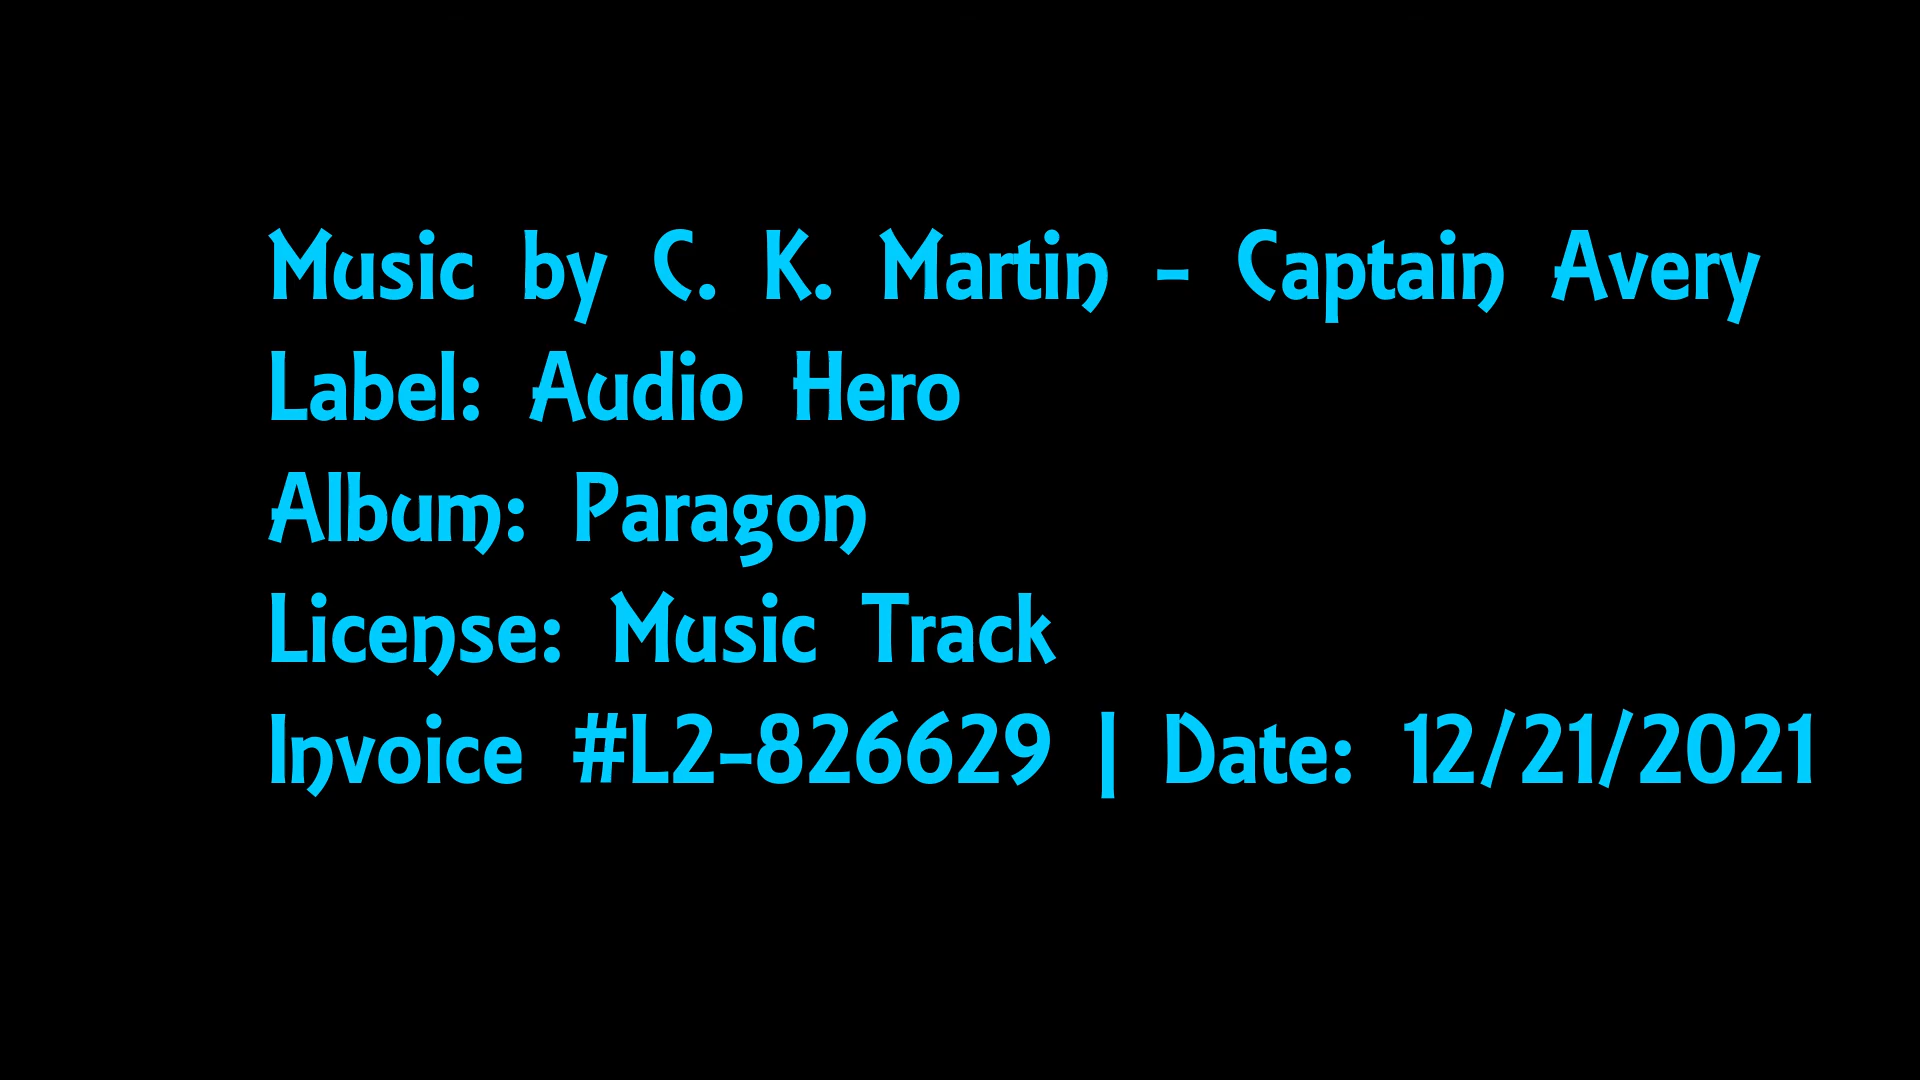 Music by C. K. Martin - Captain Avery
Label: Audio Hero
Album: Paragon
License: Music Track
Invoice #L2-826629 | Date: 12/21/2021